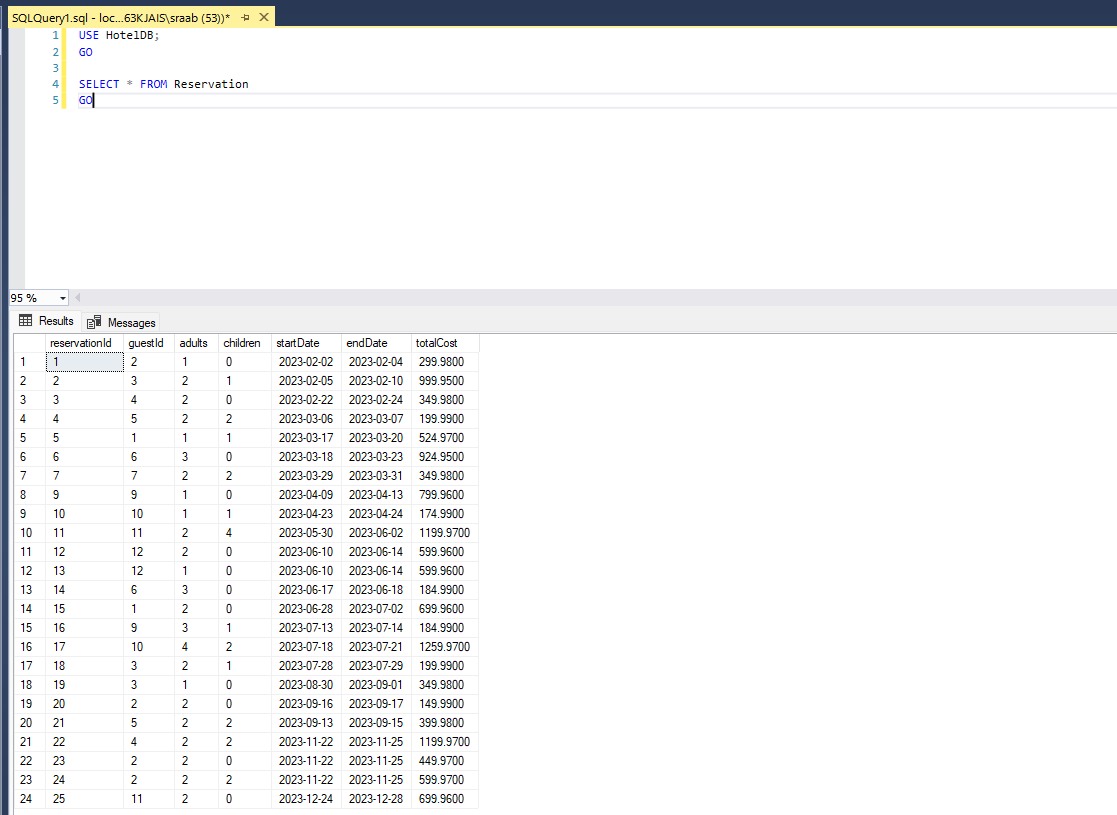 SQLQuery1.sql - loc...63KJAIS\sraab (53))*
1 USE HotelDB;
2 GO
3
4 SELECT * FROM Reservation
5 GO
95 %
Results Messages
reservationId guestId adults children startDate endDate totalCost
1 1 2 1 0 2023-02-02 2023-02-04 299.9800
2 2 3 2 1 2023-02-05 2023-02-10 999.9500
3 3 4 2 0 2023-02-22 2023-02-24 349.9800
4 4 5 2 2 2023-03-06 2023-03-07 199.9900
5 5 1 1 1 2023-03-17 2023-03-20 524.9700
6 6 6 3 0 2023-03-18 2023-03-23 924.9500
7 7 7 2 2 2023-03-29 2023-03-31 349.9800
8 9 9 1 0 2023-04-09 2023-04-13 799.9600
9 10 10 1 1 2023-04-23 2023-04-24 174.9900
10 11 11 2 4 2023-05-30 2023-06-02 1199.9700
11 12 12 2 0 2023-06-10 2023-06-14 599.9600
12 13 12 1 0 2023-06-10 2023-06-14 599.9600
13 14 6 3 0 2023-06-17 2023-06-18 184.9900
14 15 1 2 0 2023-06-28 2023-07-02 699.9600
15 16 9 3 1 2023-07-13 2023-07-14 184.9900
16 17 10 4 2 2023-07-18 2023-07-21 1259.9700
17 18 3 2 1 2023-07-28 2023-07-29 199.9900
18 19 3 1 0 2023-08-30 2023-09-01 349.9800
19 20 2 2 0 2023-09-16 2023-09-17 149.9900
20 21 5 2 2 2023-09-13 2023-09-15 399.9800
21 22 4 2 2 2023-11-22 2023-11-25 1199.9700
22 23 2 2 0 2023-11-22 2023-11-25 449.9700
23 24 2 2 2 2023-11-22 2023-11-25 599.9700
24 25 11 2 0 2023-12-24 2023-12-28 699.9600